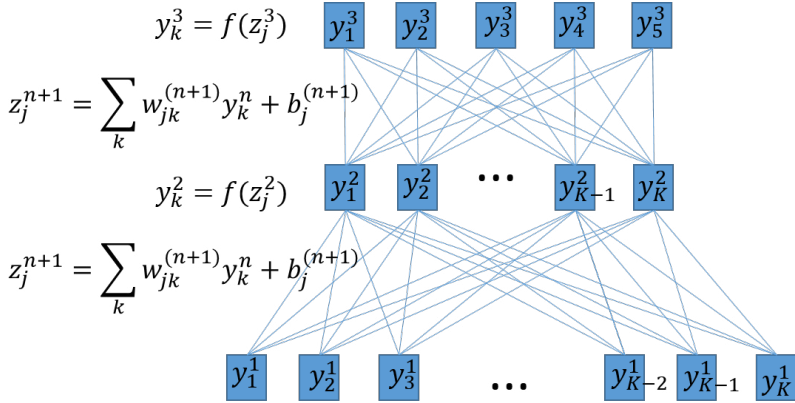 y_k^3 = f(z_j^3) y_1^3 y_2^3 y_3^3 y_4^3 y_5^3
z_j^{n+1} = ∑_k w_{jk}^{(n+1)} y_k^n + b_j^{(n+1)}
y_k^2 = f(z_j^2) y_1^2 y_2^2 ⋯ y_{K-1}^2 y_K^2
z_j^{n+1} = ∑_k w_{jk}^{(n+1)} y_k^n + b_j^{(n+1)}
y_1^1 y_2^1 y_3^1 ⋯ y_{K-2}^1 y_{K-1}^1 y_K^1